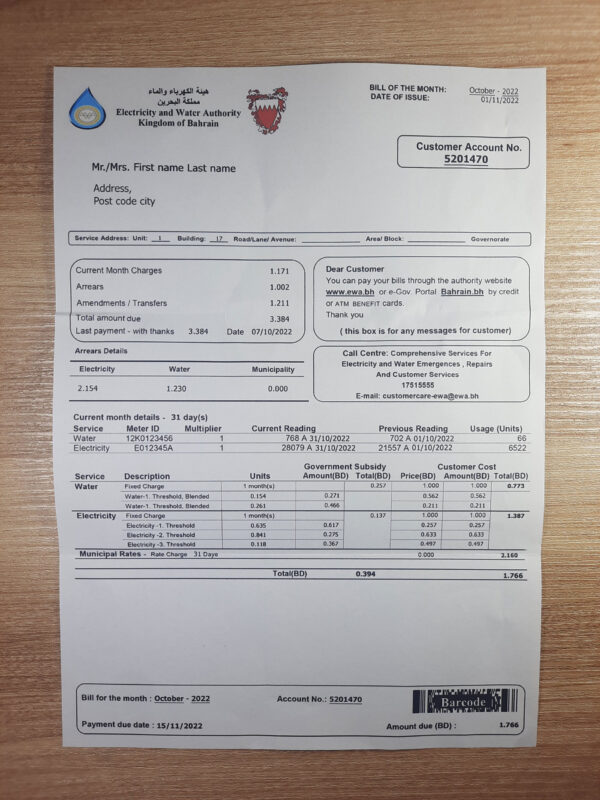 هيئة الكهرباء والماء
مملكة البحرين
Electricity and Water Authority
Kingdom of Bahrain
BILL OF THE MONTH: October - 2022
DATE OF ISSUE: 01/11/2022
Customer Account No.
5201470
Mr./Mrs. First name Last name
Address,
Post code city
Service Address: Unit: 1 Building: 17 Road/Lane/ Avenue: Area/ Block: Governorate
Current Month Charges 1.171
Arrears 1.002
Amendments / Transfers 1.211
Total amount due 3.384
Last payment - with thanks 3.384 Date 07/10/2022
Dear Customer
You can pay your bills through the authority website
www.ewa.bh or e-Gov. Portal Bahrain.bh by credit
or ATM BENEFIT cards.
Thank you
( this box is for any messages for customer)
Arrears Details
Electricity Water Municipality
2.154 1.230 0.000
Call Centre: Comprehensive Services For
Electricity and Water Emergences , Repairs
And Customer Services
17515555
E-mail: customercare-ewa@ewa.bh
Current month details - 31 day(s)
Service Meter ID Multiplier Current Reading Previous Reading Usage (Units)
Water 12K0123456 1 768 A 31/10/2022 702 A 01/10/2022 66
Electricity E012345A 1 28079 A 31/10/2022 21557 A 01/10/2022 6522
Government Subsidy Customer Cost
Service Description Units Amount(BD) Total(BD) Price(BD) Amount(BD) Total(BD)
Water Fixed Charge 1 month(s) 0.257 1.000 1.000 0.773
Water-1. Threshold, Blended 0.154 0.271 0.562 0.562
Water-1. Threshold, Blended 0.261 0.466 0.211 0.211
Electricity Fixed Charge 1 month(s) 0.137 1.000 1.000 1.387
Electricity -1. Threshold 0.635 0.617 0.257 0.257
Electricity -2. Threshold 0.841 0.275 0.633 0.633
Electricity -3. Threshold 0.118 0.367 0.497 0.497
Municipal Rates - Rate Charge 31 Daye 0.000 2.160
Total(BD) 0.394 1.766
Bill for the month : October - 2022 Account No.: 5201470 Barcode
Payment due date : 15/11/2022 Amount due (BD) : 1.766